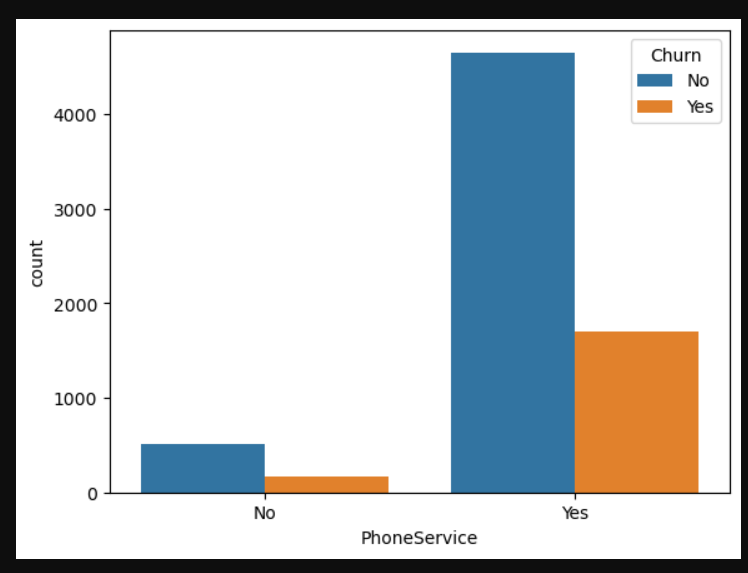 Churn
No
Yes
4000
3000
2000
1000
0
count
No Yes
PhoneService